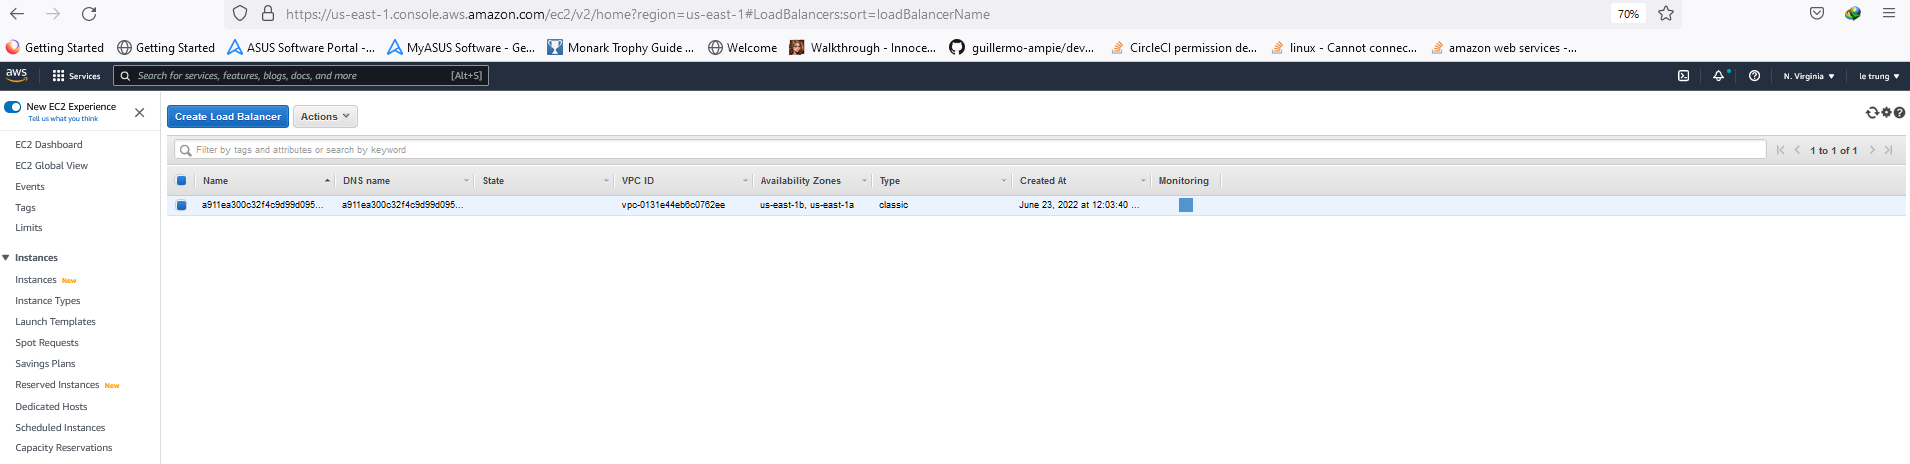 https://us-east-1.console.aws.amazon.com/ec2/v2/home?region=us-east-1#LoadBalancers:sort=loadBalancerName 70%
Getting Started Getting Started ASUS Software Portal -... MyASUS Software - Ge... Monark Trophy Guide ... Welcome Walkthrough - Innoce... guillermo-ampie/dev... CircleCI permission de... linux - Cannot connec... amazon web services -...
aws Services Search for services, features, blogs, docs, and more [Alt+S] N. Virginia le trung
New EC2 Experience
Tell us what you think
Create Load Balancer Actions
EC2 Dashboard
EC2 Global View
Events
Tags
Limits
Instances
Instances New
Instance Types
Launch Templates
Spot Requests
Savings Plans
Reserved Instances New
Dedicated Hosts
Scheduled Instances
Capacity Reservations
Filter by tags and attributes or search by keyword 1 to 1 of 1
Name DNS name State VPC ID Availability Zones Type Created At Monitoring
a911ea300c32f4c9d99d095... a911ea300c32f4c9d99d095... vpc-0131e44eb6c0762ee us-east-1b, us-east-1a classic June 23, 2022 at 12:03:40 ...